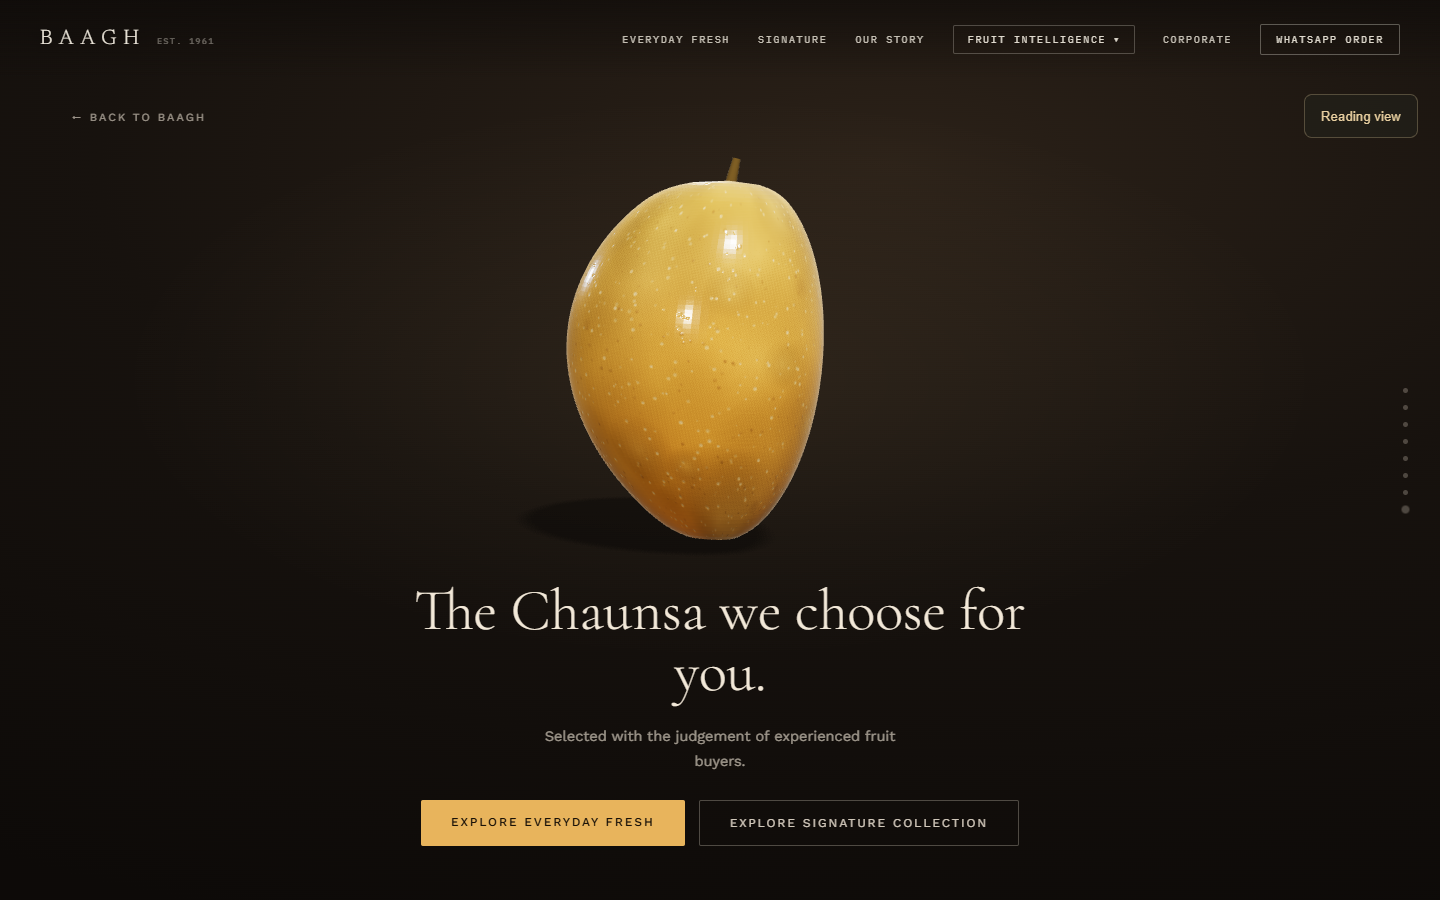 BAAGH EST. 1961
EVERYDAY FRESH SIGNATURE OUR STORY FRUIT INTELLIGENCE ▾ CORPORATE WHATSAPP ORDER
← BACK TO BAAGH
Reading view
The Chaunsa we choose for
you.
Selected with the judgement of experienced fruit
buyers.
EXPLORE EVERYDAY FRESH EXPLORE SIGNATURE COLLECTION